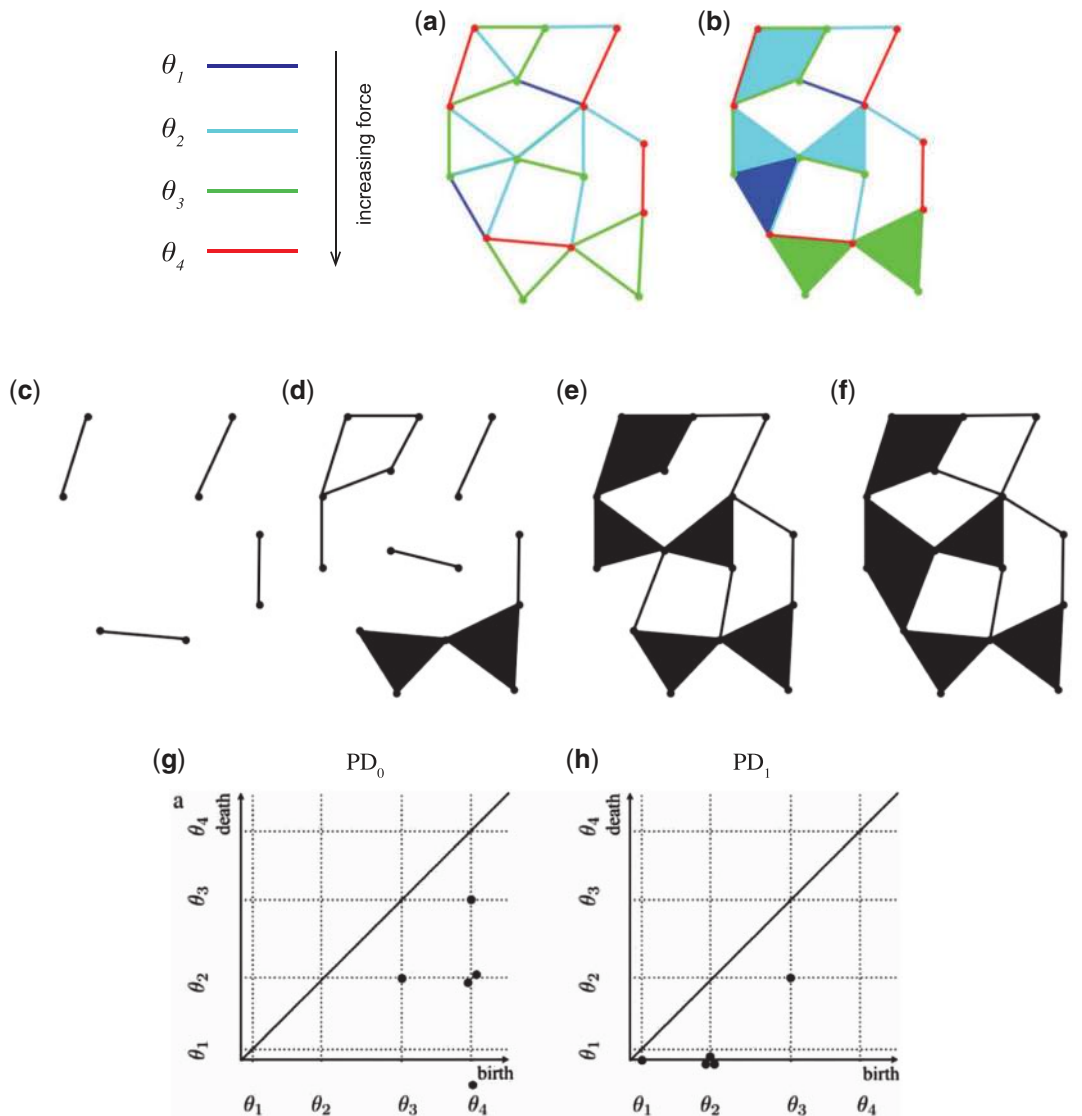 (a) (b)
θ1
θ2
θ3
θ4
increasing force
(c) (d) (e) (f)
(g) PD0 (h) PD1
a
death
θ4
θ3
θ2
θ1
birth
θ1 θ2 θ3 θ4
death
θ4
θ3
θ2
θ1
birth
θ1 θ2 θ3 θ4